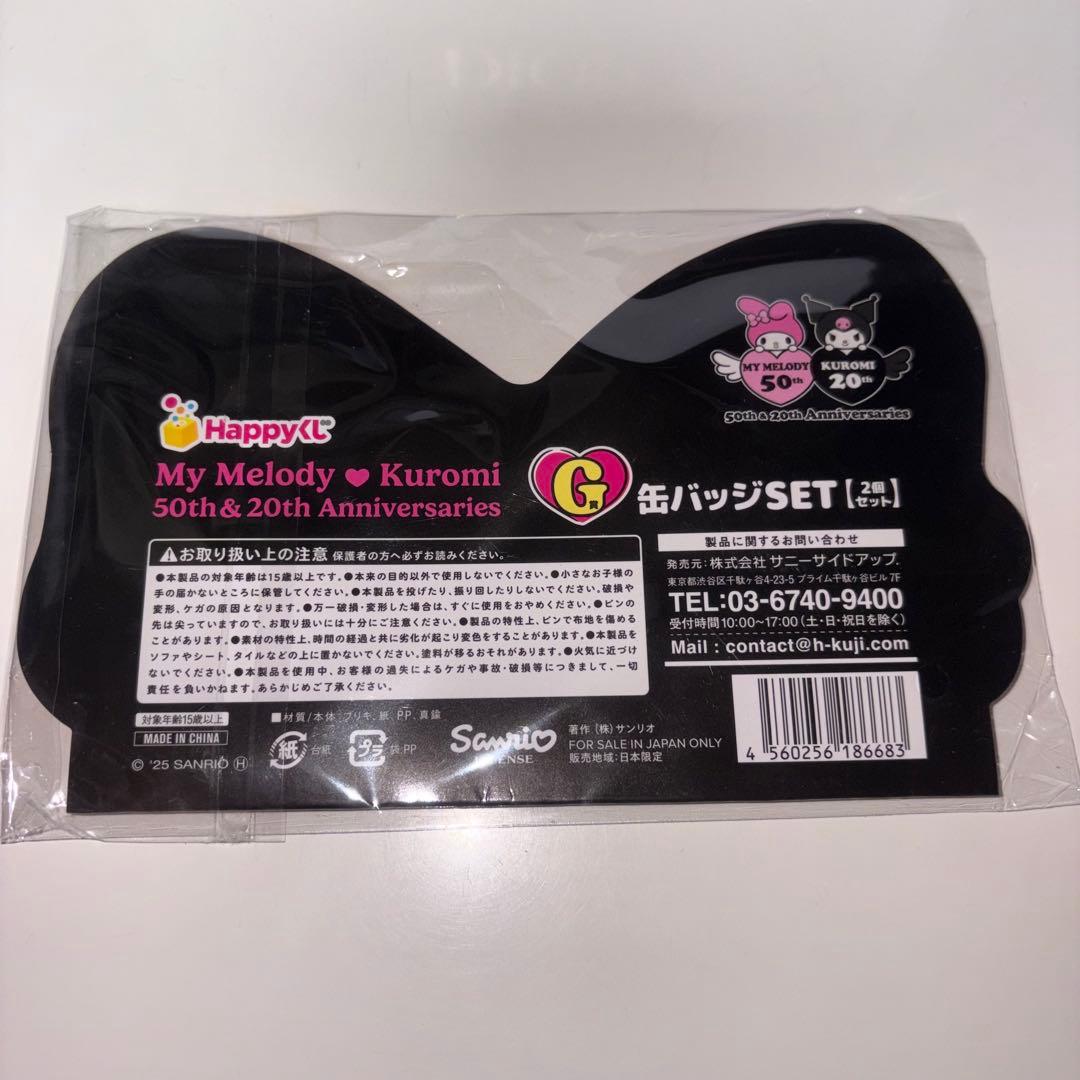 MY MELODY
50th
KUROMI
20th
50th & 20th Anniversaries
Happyくじ
My Melody ♥ Kuromi
50th & 20th Anniversaries
G賞
缶バッジSET【2個セット】
⚠お取り扱い上の注意 保護者の方へ必ずお読みください。
●本製品の対象年齢は15歳以上です。●本来の目的以外で使用しないでください。●小さなお子様の
手の届かないところに保管してください。●本製品を投げたり、振り回したりしないでください。破損や
変形、ケガの原因となります。●万一破損・変形した場合は、すぐに使用をおやめください。●ピンの
先は尖っていますので、お取り扱いには十分にご注意ください。●製品の特性上、ピンで布地を傷める
ことがあります。●素材の特性上、時間の経過と共に劣化が起こり変色をすることがあります。●本製品を
ソファやシート、タイルなどの上に置かないでください。塗料が移るおそれがあります。●火気に近づけ
ないでください。●本製品を使用中、お客様の過失によるケガや事故・破損等につきまして、一切
責任を負いかねます。あらかじめご了承ください。
製品に関するお問い合わせ
発売元：株式会社 サニーサイドアップ.
東京都渋谷区千駄ヶ谷4-23-5 プライム千駄ヶ谷ビル 7F
TEL:03-6740-9400
受付時間10:00~17:00(土・日・祝日を除く)
Mail : contact@h-kuji.com
対象年齢15歳以上
MADE IN CHINA
© '25 SANRIO Ⓗ
■材質/本体：ブリキ、紙、PP、真鍮
紙 台紙
プラ 袋:PP
Sanrio
ENSE
著作 (株) サンリオ
FOR SALE IN JAPAN ONLY
販売地域:日本限定
4 560256 186683